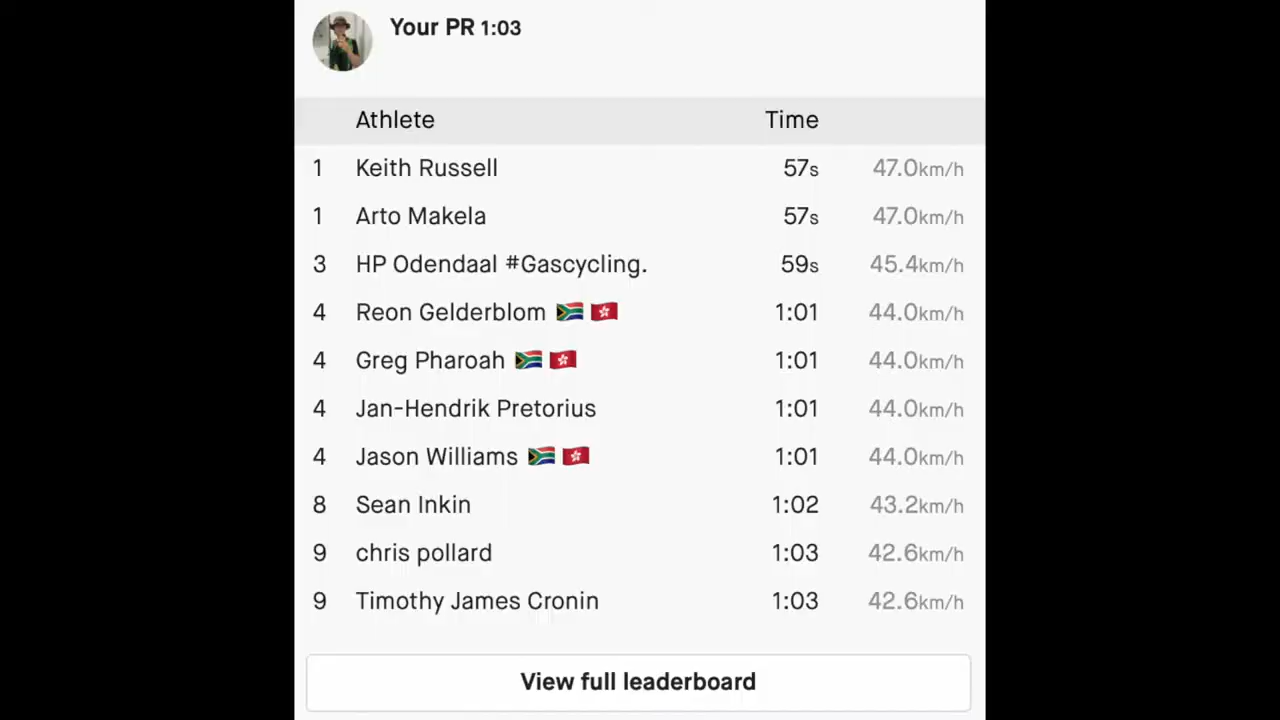 Your PR 1:03
Athlete Time
1 Keith Russell 57s 47.0km/h
1 Arto Makela 57s 47.0km/h
3 HP Odendaal #Gascycling. 59s 45.4km/h
4 Reon Gelderblom 🇿🇦 🇭🇰 1:01 44.0km/h
4 Greg Pharoah 🇿🇦 🇭🇰 1:01 44.0km/h
4 Jan-Hendrik Pretorius 1:01 44.0km/h
4 Jason Williams 🇿🇦 🇭🇰 1:01 44.0km/h
8 Sean Inkin 1:02 43.2km/h
9 chris pollard 1:03 42.6km/h
9 Timothy James Cronin 1:03 42.6km/h
View full leaderboard